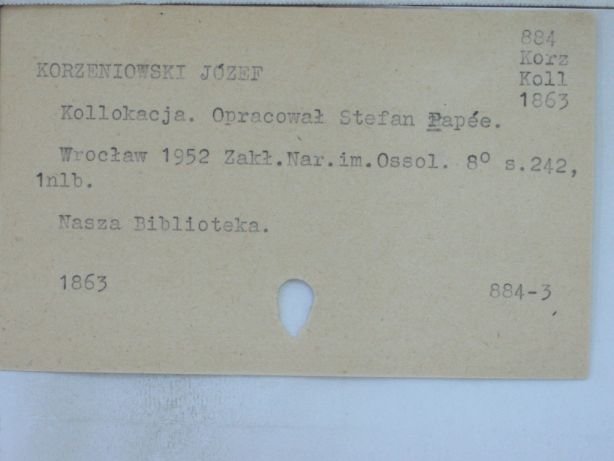 884
Korz
KORZENIOWSKI JÓZEF
Koll
1863
Kollokacja. Opracował Stefan Papée.
Wrocław 1952 Zakł.Nar.im.Ossol. 8º s.242,
1nlb.
Nasza Biblioteka.
1863
884-3